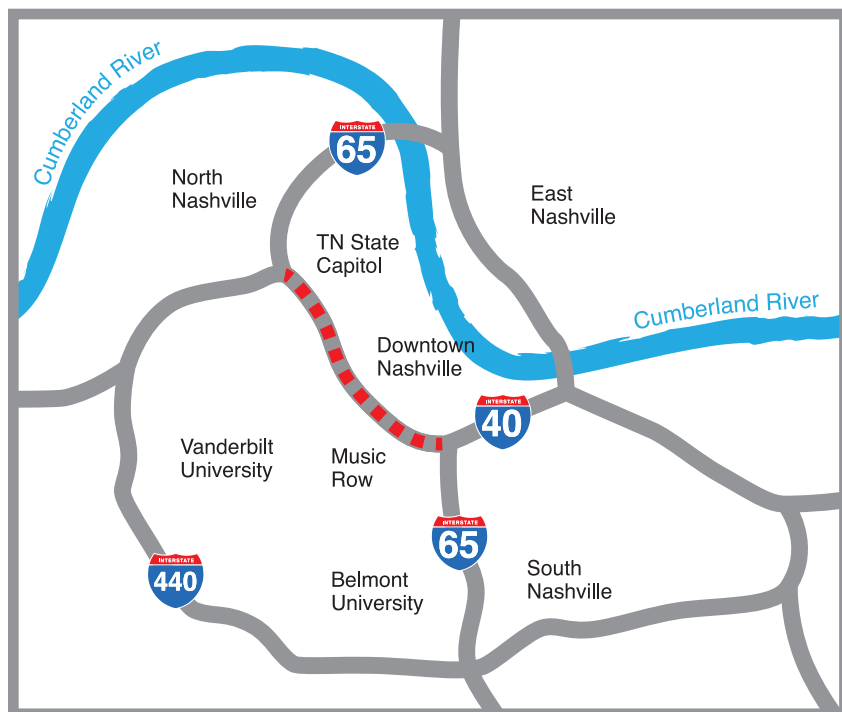 Cumberland River
INTERSTATE
65
North
Nashville
East
Nashville
TN State
Capitol
Cumberland River
Downtown
Nashville
INTERSTATE
40
Vanderbilt
University
Music
Row
INTERSTATE
65
INTERSTATE
440
Belmont
University
South
Nashville